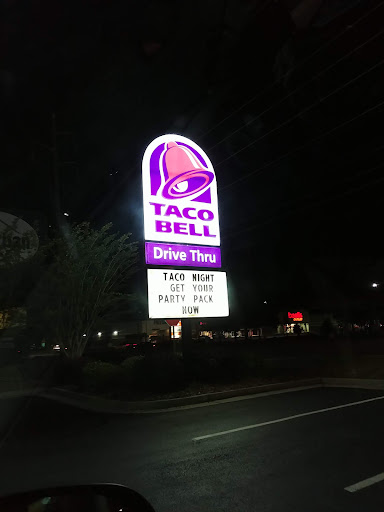 TACO
BELL
Drive Thru
TACO NIGHT
GET YOUR
PARTY PACK
NOW